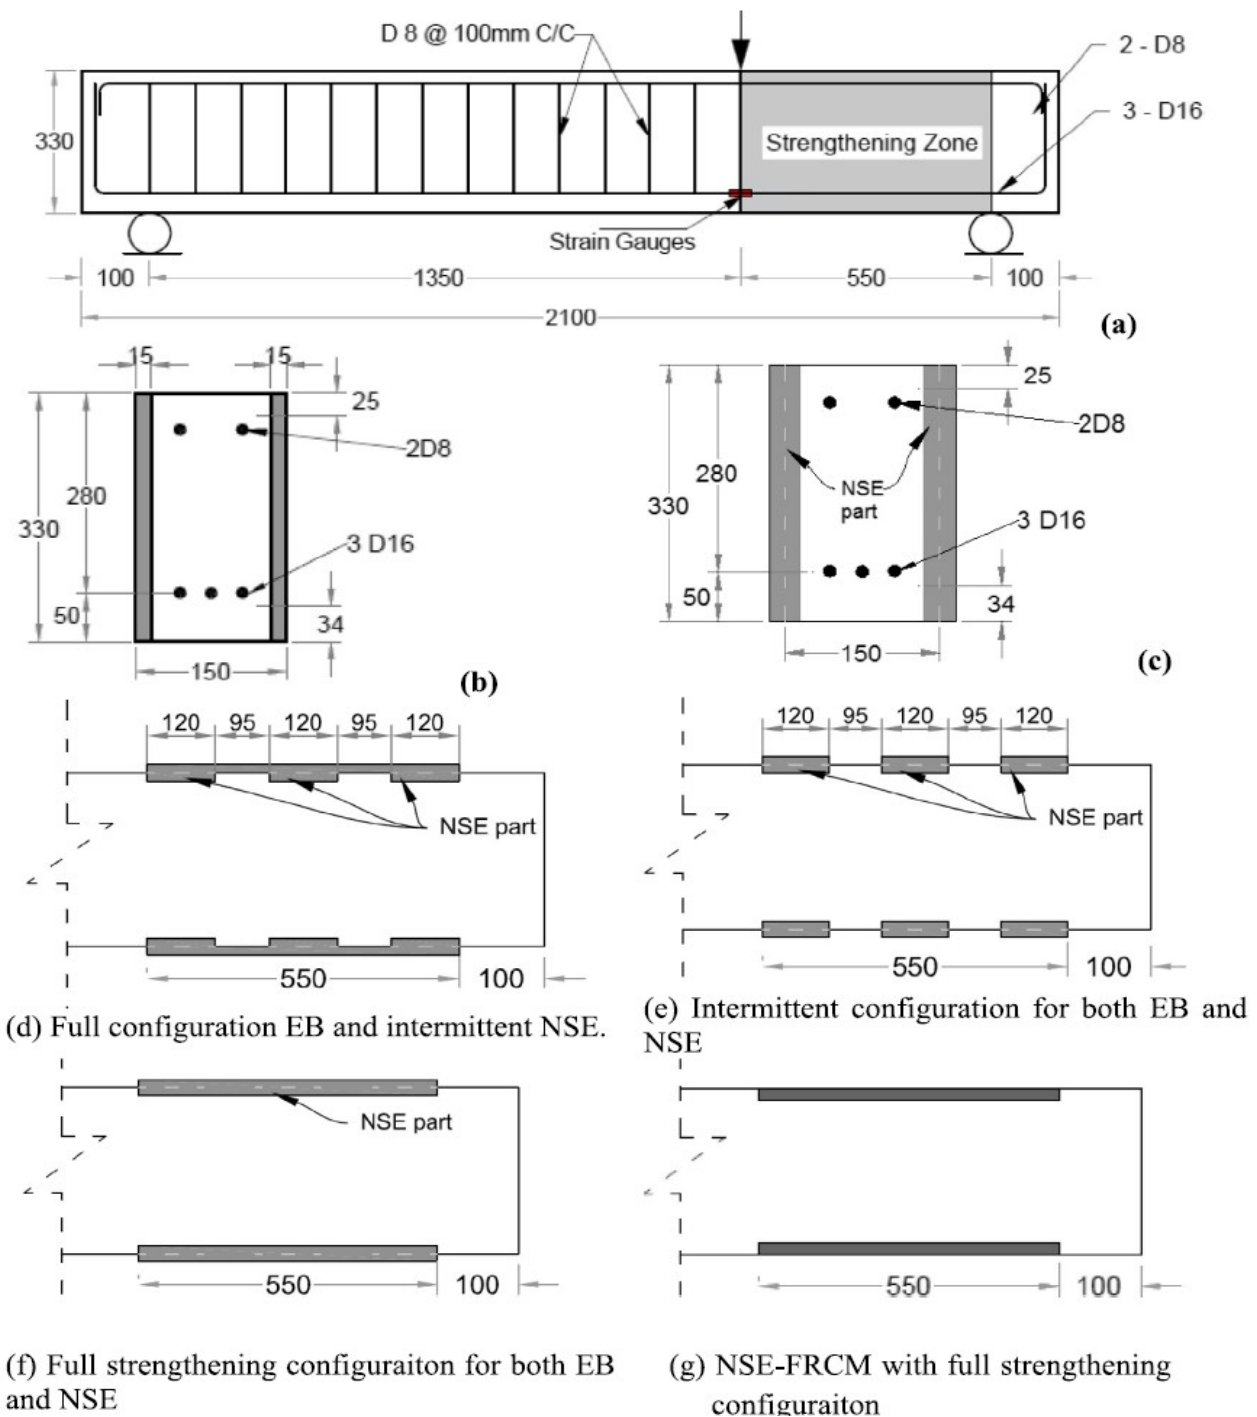 D 8 @ 100mm C/C
2 - D8
3 - D16
330
Strengthening Zone
Strain Gauges
100
1350
550
100
2100
(a)
15
15
25
2D8
280
330
3 D16
50
34
150
(b)
25
2D8
280
NSE
part
330
3 D16
50
34
150
(c)
120
95
120
95
120
NSE part
550
100
(d) Full configuration EB and intermittent NSE.
120
95
120
95
120
NSE part
550
100
(e) Intermittent configuration for both EB and
NSE
NSE part
550
100
(f) Full strengthening configuraiton for both EB
and NSE
550
100
(g) NSE-FRCM with full strengthening
configuraiton